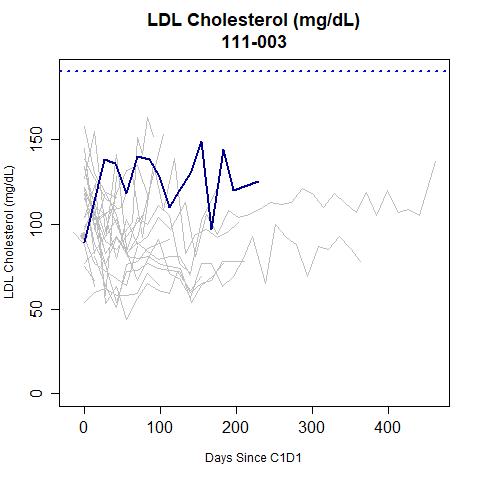 LDL Cholesterol (mg/dL)
111-003
LDL Cholesterol (mg/dL)
150
100
50
0
0 100 200 300 400
Days Since C1D1